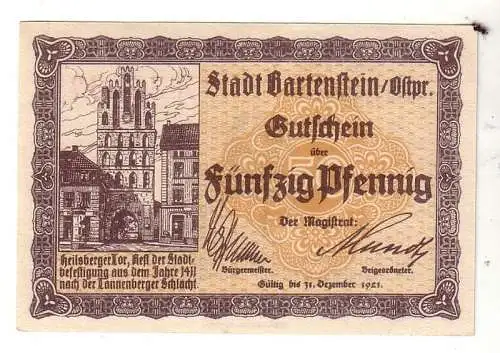 Stadt Bartenstein/Ostpr.
Gutschein
über
50
Fünfzig Pfennig
Der Magistrat:
Bürgermeister. Beigeordneter.
Heilsberger Tor, Rest der Stadt-
befestigung aus dem Jahre 1411
nach der Tannenberger Schlacht.
Gültig bis 31. Dezember 1921.